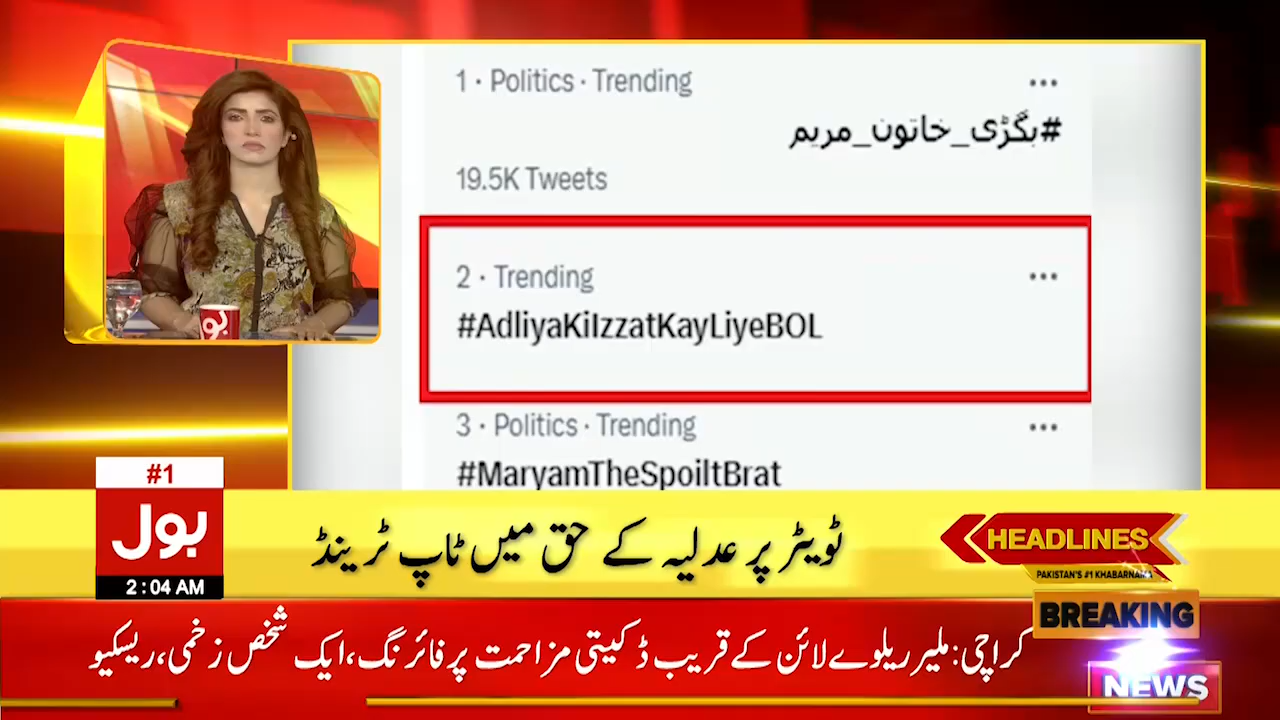 1 · Politics · Trending
#بگڑی_خاتون_مریم
19.5K Tweets
2 · Trending
#AdliyaKiIzzatKayLiyeBOL
3 · Politics · Trending
#MaryamTheSpoiltBrat
بول
#1
بول
2:04 AM
ٹویٹر پر عدلیہ کے حق میں ٹاپ ٹرینڈ
HEADLINES
PAKISTAN'S #1 KHABARNAMA
BREAKING
NEWS
کراچی:ملیر ریلوے لائن کے قریب ڈکیتی مزاحمت پر فائرنگ،ایک شخص زخمی،ریسکیو